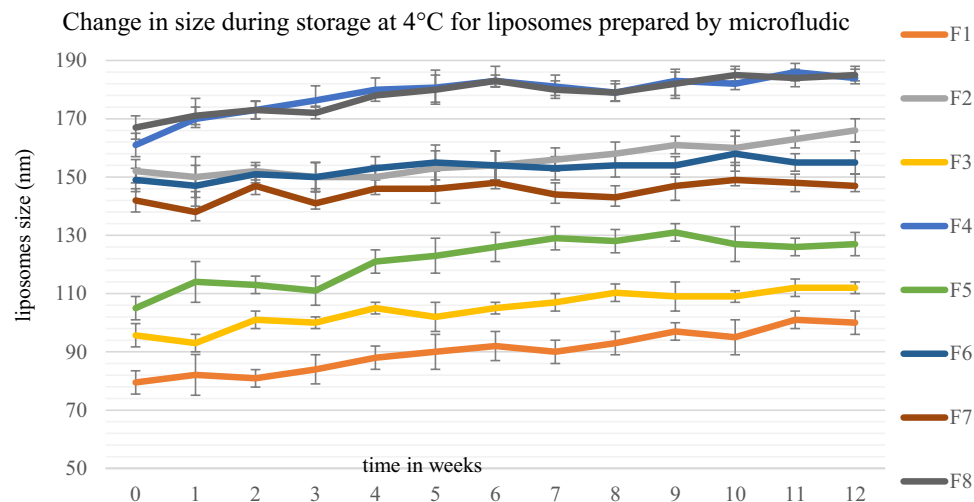 Change in size during storage at 4°C for liposomes prepared by microfludic
liposomes size (nm)
190
170
150
130
110
90
70
50
time in weeks
0 1 2 3 4 5 6 7 8 9 10 11 12
F1
F2
F3
F4
F5
F6
F7
F8